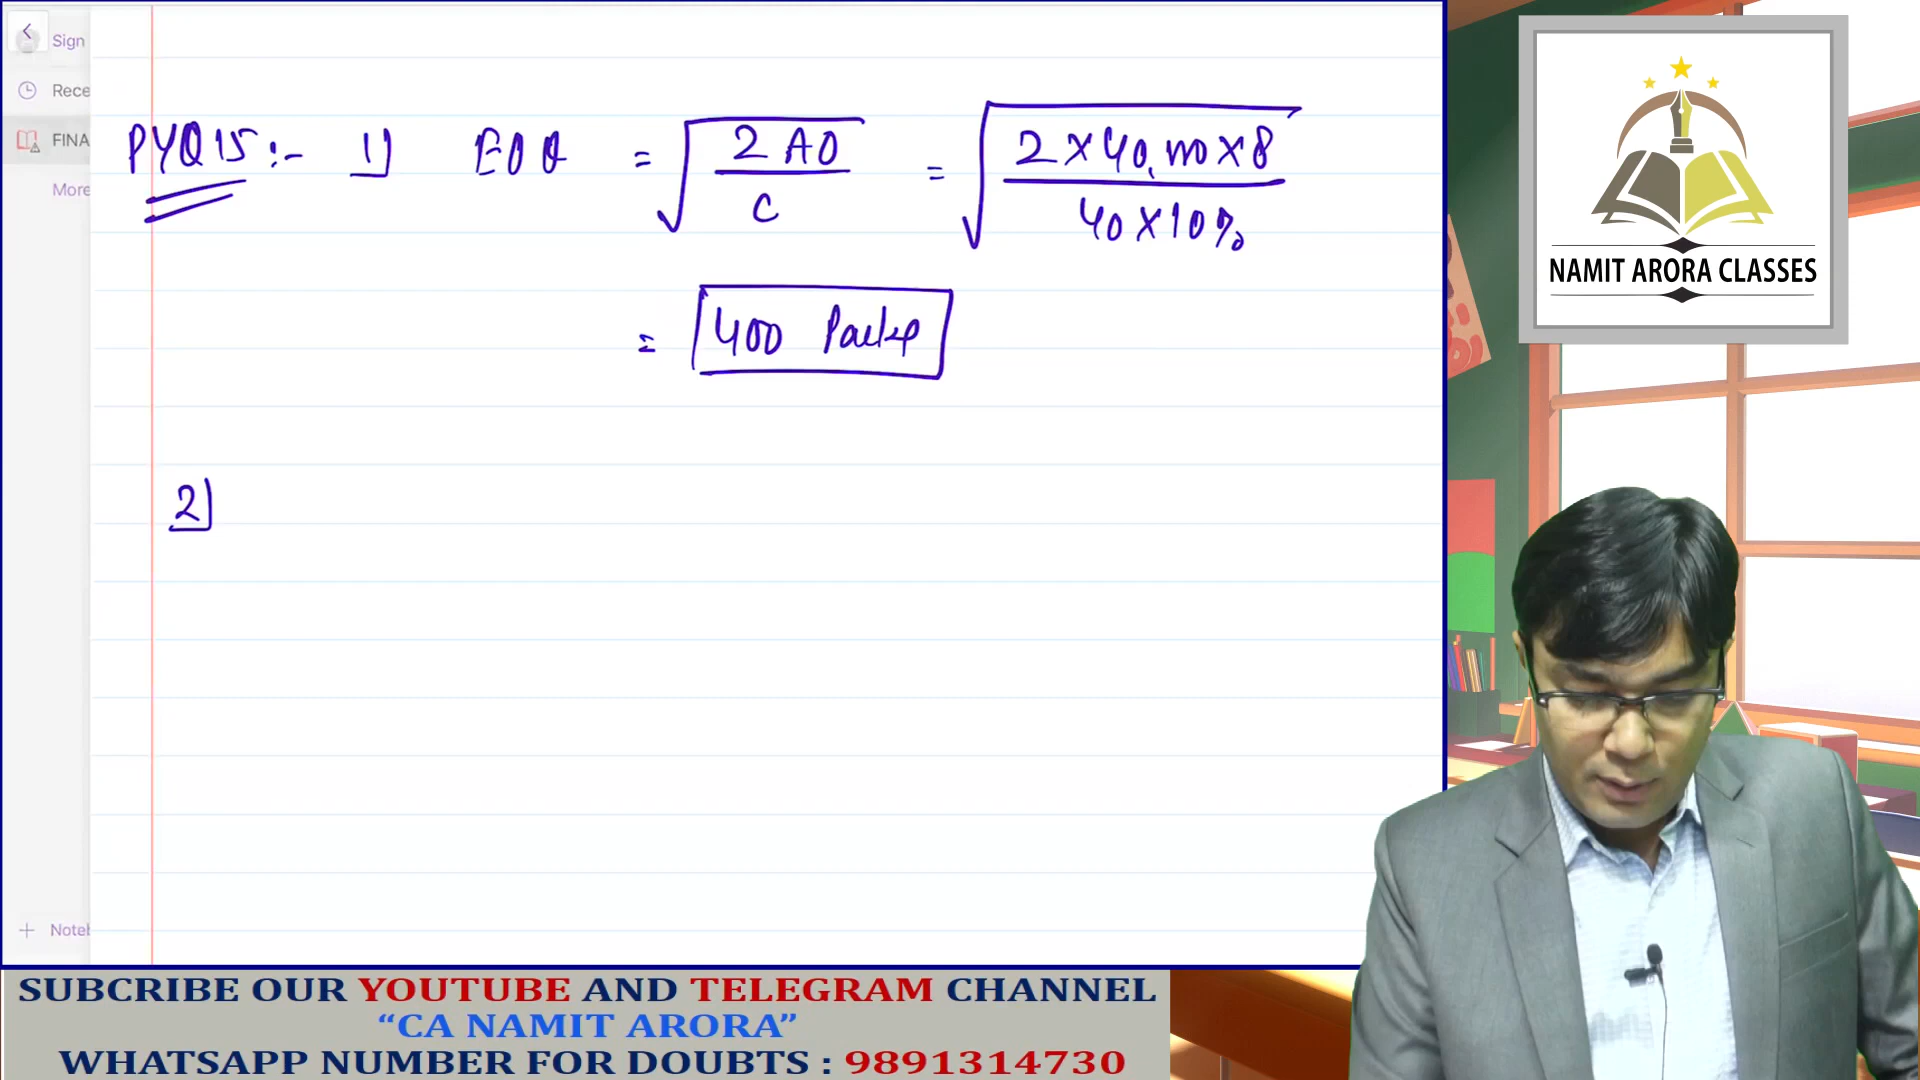 Sign
Rece
FINA
More
PYQ 15 :- 1] EOQ = √(2AO / C) = √(2 × 40,000 × 8 / 40 × 10%)
= 400 Packs
2]
Noteb
NAMIT ARORA CLASSES
SUBCRIBE OUR YOUTUBE AND TELEGRAM CHANNEL
“CA NAMIT ARORA”
WHATSAPP NUMBER FOR DOUBTS : 9891314730